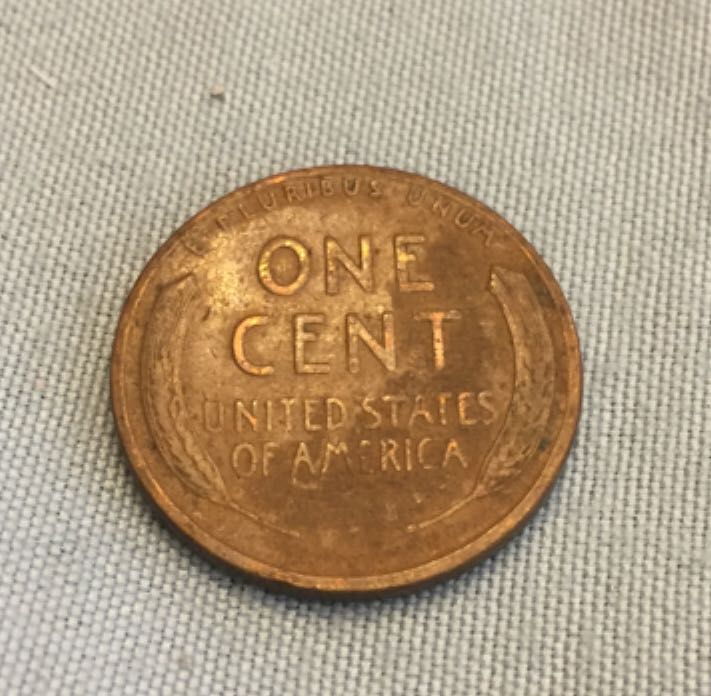 E PLURIBUS UNUM
ONE
CENT
UNITED STATES
OF AMERICA